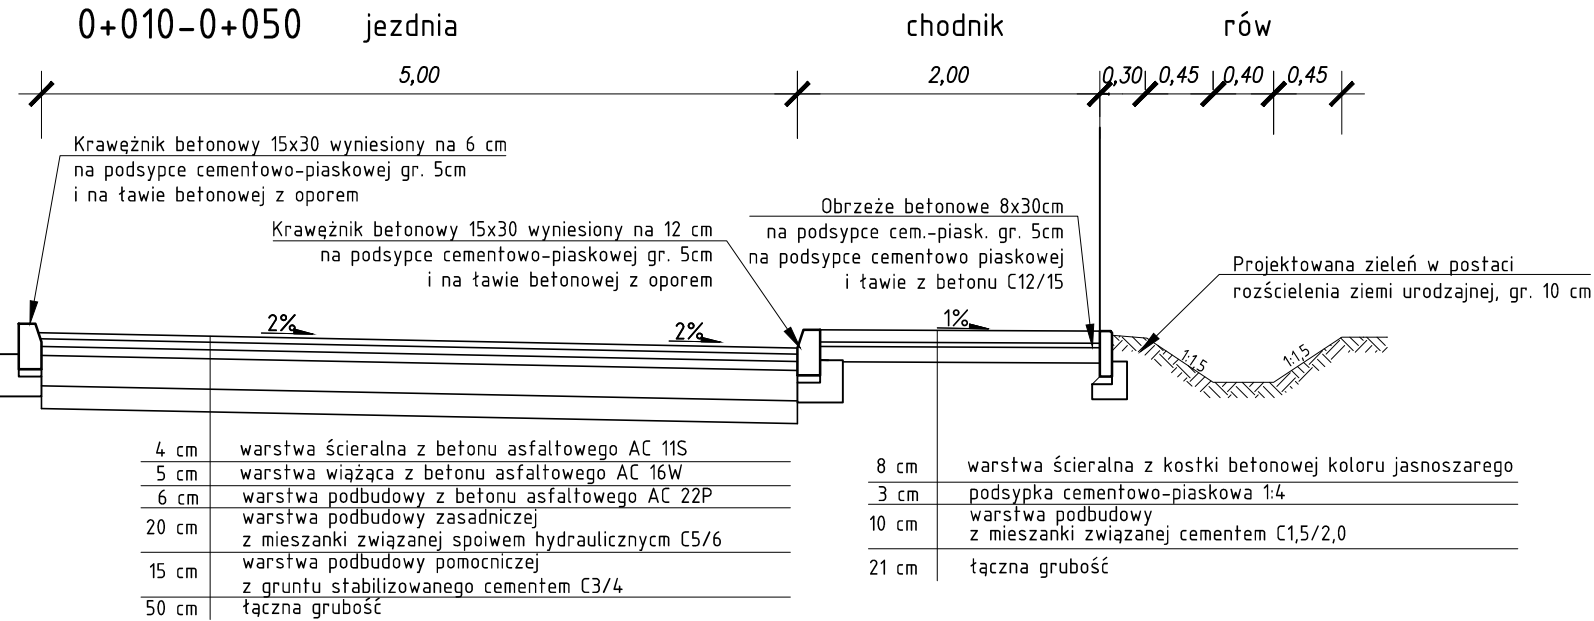 0+010-0+050 jezdnia chodnik rów
5,00 2,00 0,30 0,45 0,40 0,45
Krawężnik betonowy 15x30 wyniesiony na 6 cm
na podsypce cementowo-piaskowej gr. 5cm
i na ławie betonowej z oporem
Krawężnik betonowy 15x30 wyniesiony na 12 cm
na podsypce cementowo-piaskowej gr. 5cm
i na ławie betonowej z oporem
Obrzeże betonowe 8x30cm
na podsypce cem.-piask. gr. 5cm
na podsypce cementowo piaskowej
i ławie z betonu C12/15
Projektowana zieleń w postaci
rozścielenia ziemi urodzajnej, gr. 10 cm
2% 2% 1%
1:1,5 1:1,5
4 cm warstwa ścieralna z betonu asfaltowego AC 11S
5 cm warstwa wiążąca z betonu asfaltowego AC 16W
6 cm warstwa podbudowy z betonu asfaltowego AC 22P
20 cm warstwa podbudowy zasadniczej
z mieszanki związanej spoiwem hydraulicznycm C5/6
15 cm warstwa podbudowy pomocniczej
z gruntu stabilizowanego cementem C3/4
50 cm łączna grubość
8 cm warstwa ścieralna z kostki betonowej koloru jasnoszarego
3 cm podsypka cementowo-piaskowa 1:4
10 cm warstwa podbudowy
z mieszanki związanej cementem C1,5/2,0
21 cm łączna grubość